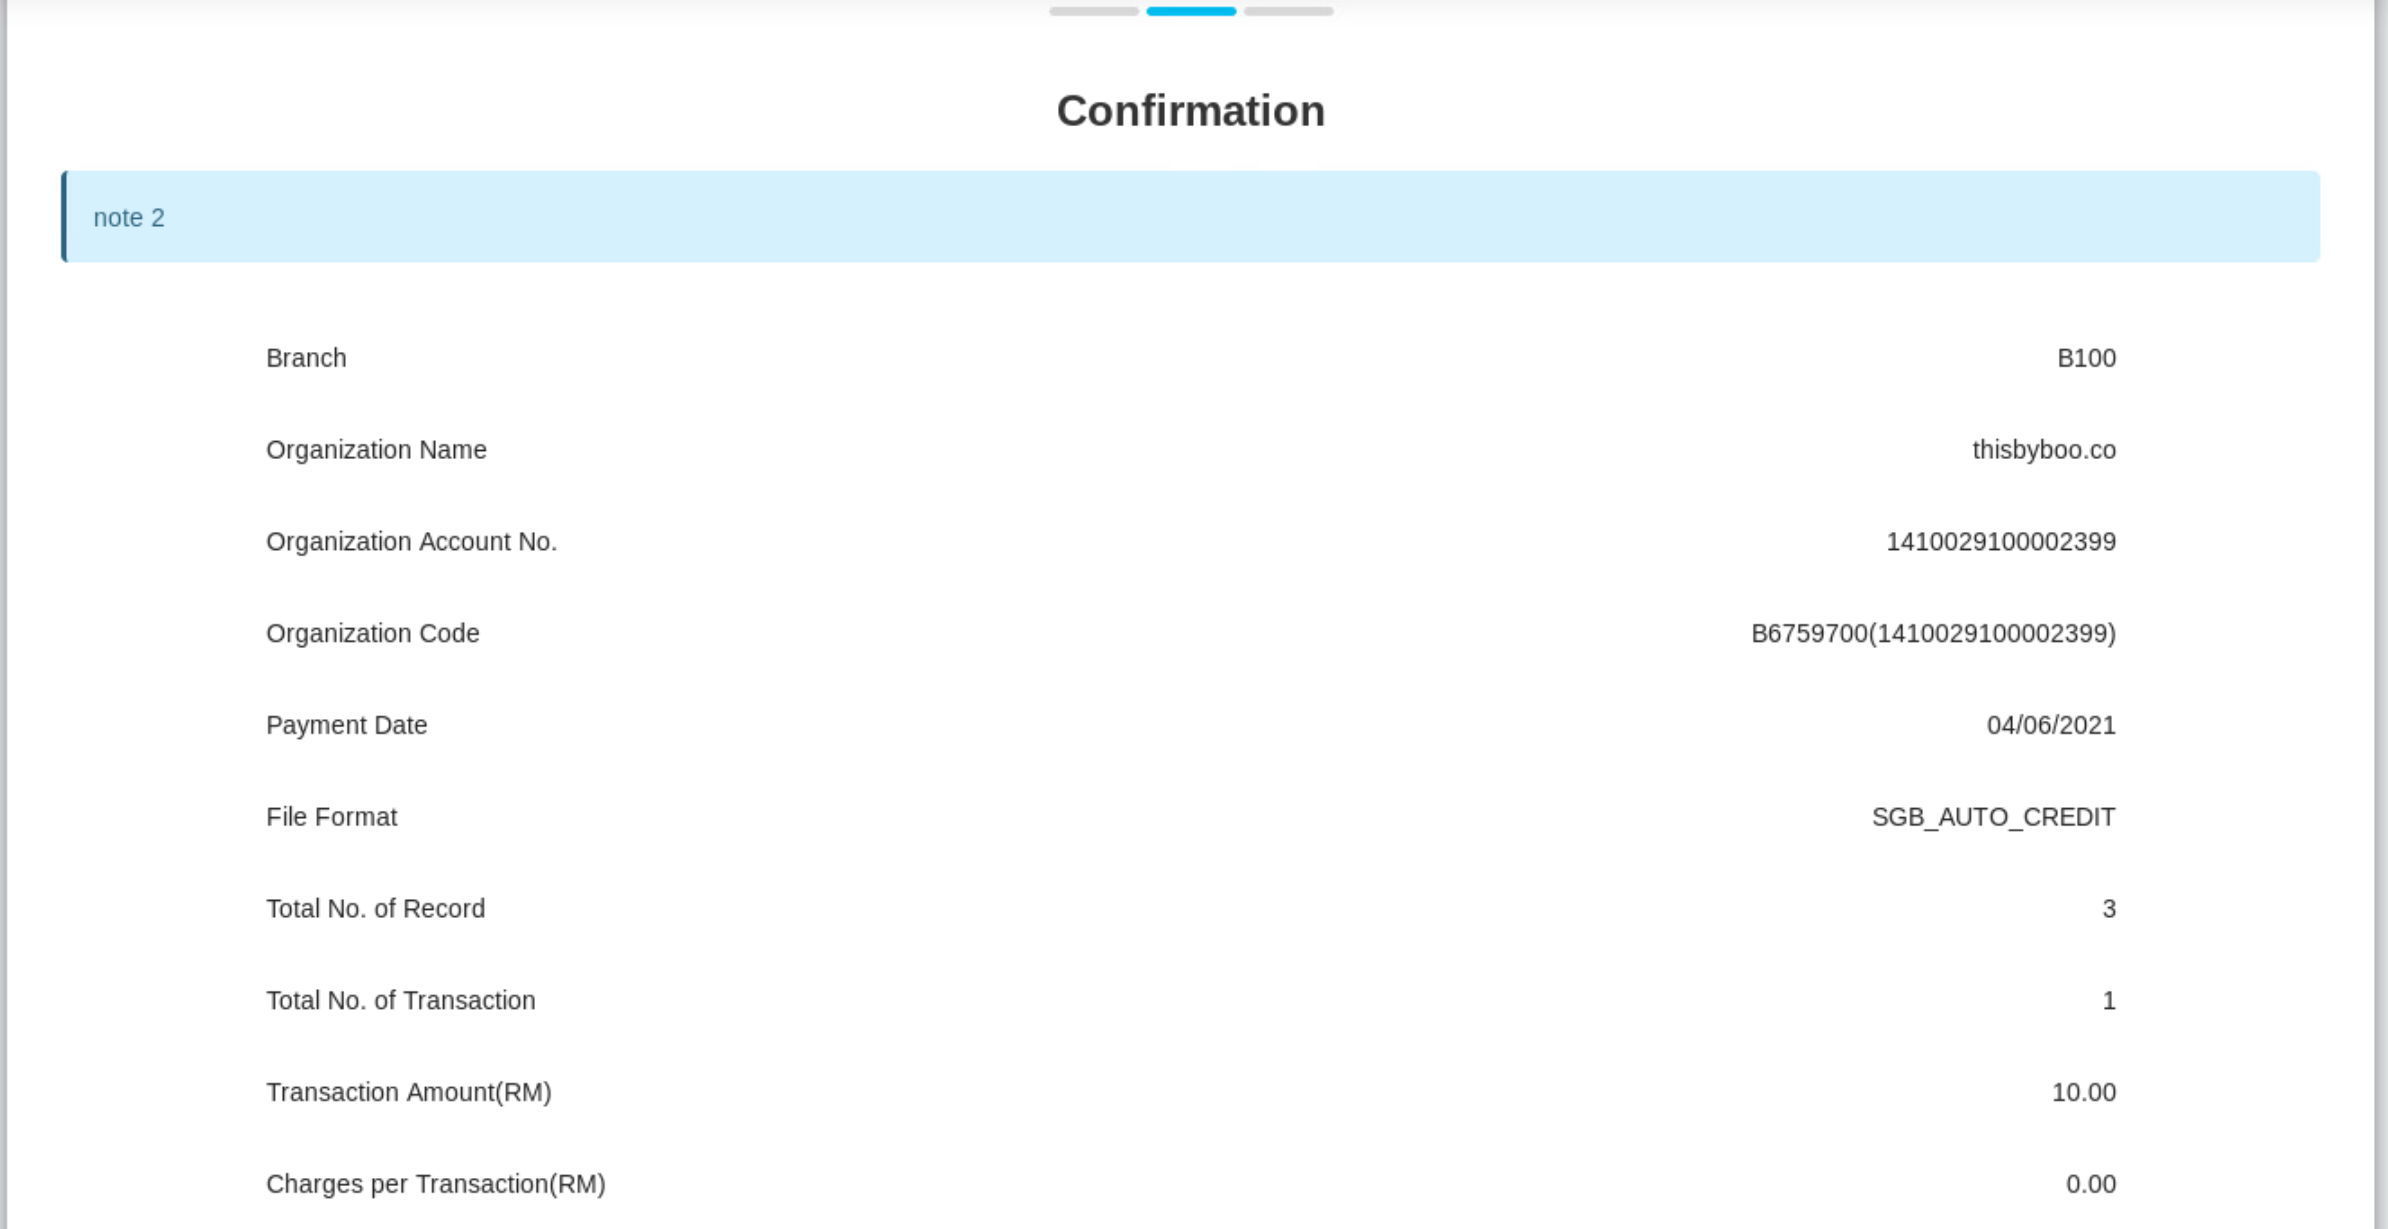 Confirmation
note 2
Branch B100
Organization Name thisbyboo.co
Organization Account No. 1410029100002399
Organization Code B6759700(1410029100002399)
Payment Date 04/06/2021
File Format SGB_AUTO_CREDIT
Total No. of Record 3
Total No. of Transaction 1
Transaction Amount(RM) 10.00
Charges per Transaction(RM) 0.00